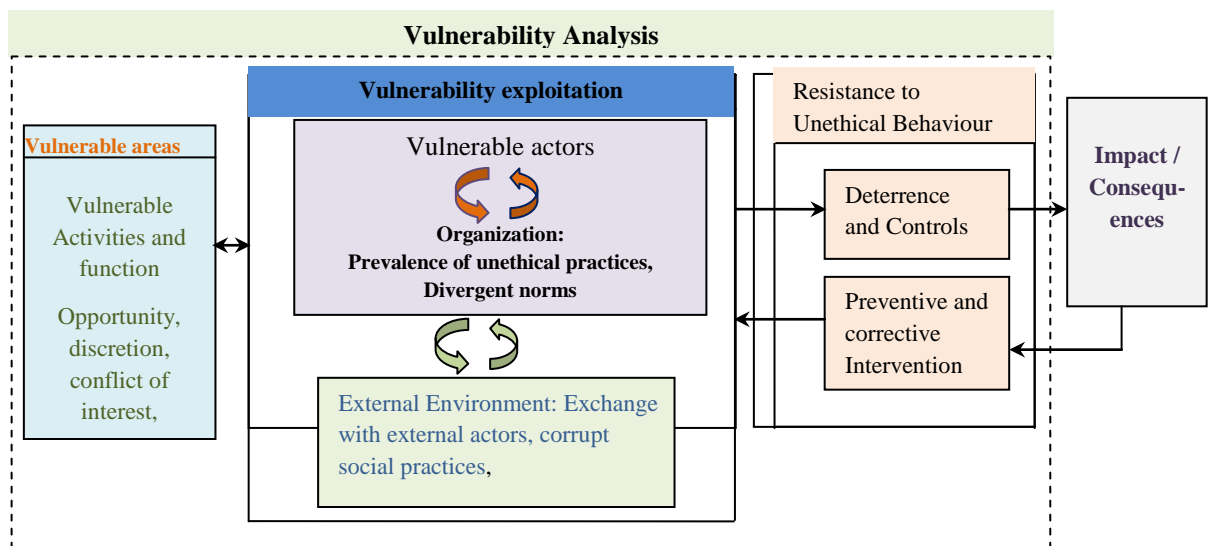 Vulnerability Analysis
Vulnerable areas
Vulnerable
Activities and
function
Opportunity,
discretion,
conflict of
interest,
Vulnerability exploitation
Vulnerable actors
Organization:
Prevalence of unethical practices,
Divergent norms
External Environment: Exchange
with external actors, corrupt
social practices,
Resistance to
Unethical Behaviour
Deterrence
and Controls
Preventive and
corrective
Intervention
Impact /
Consequ-
ences